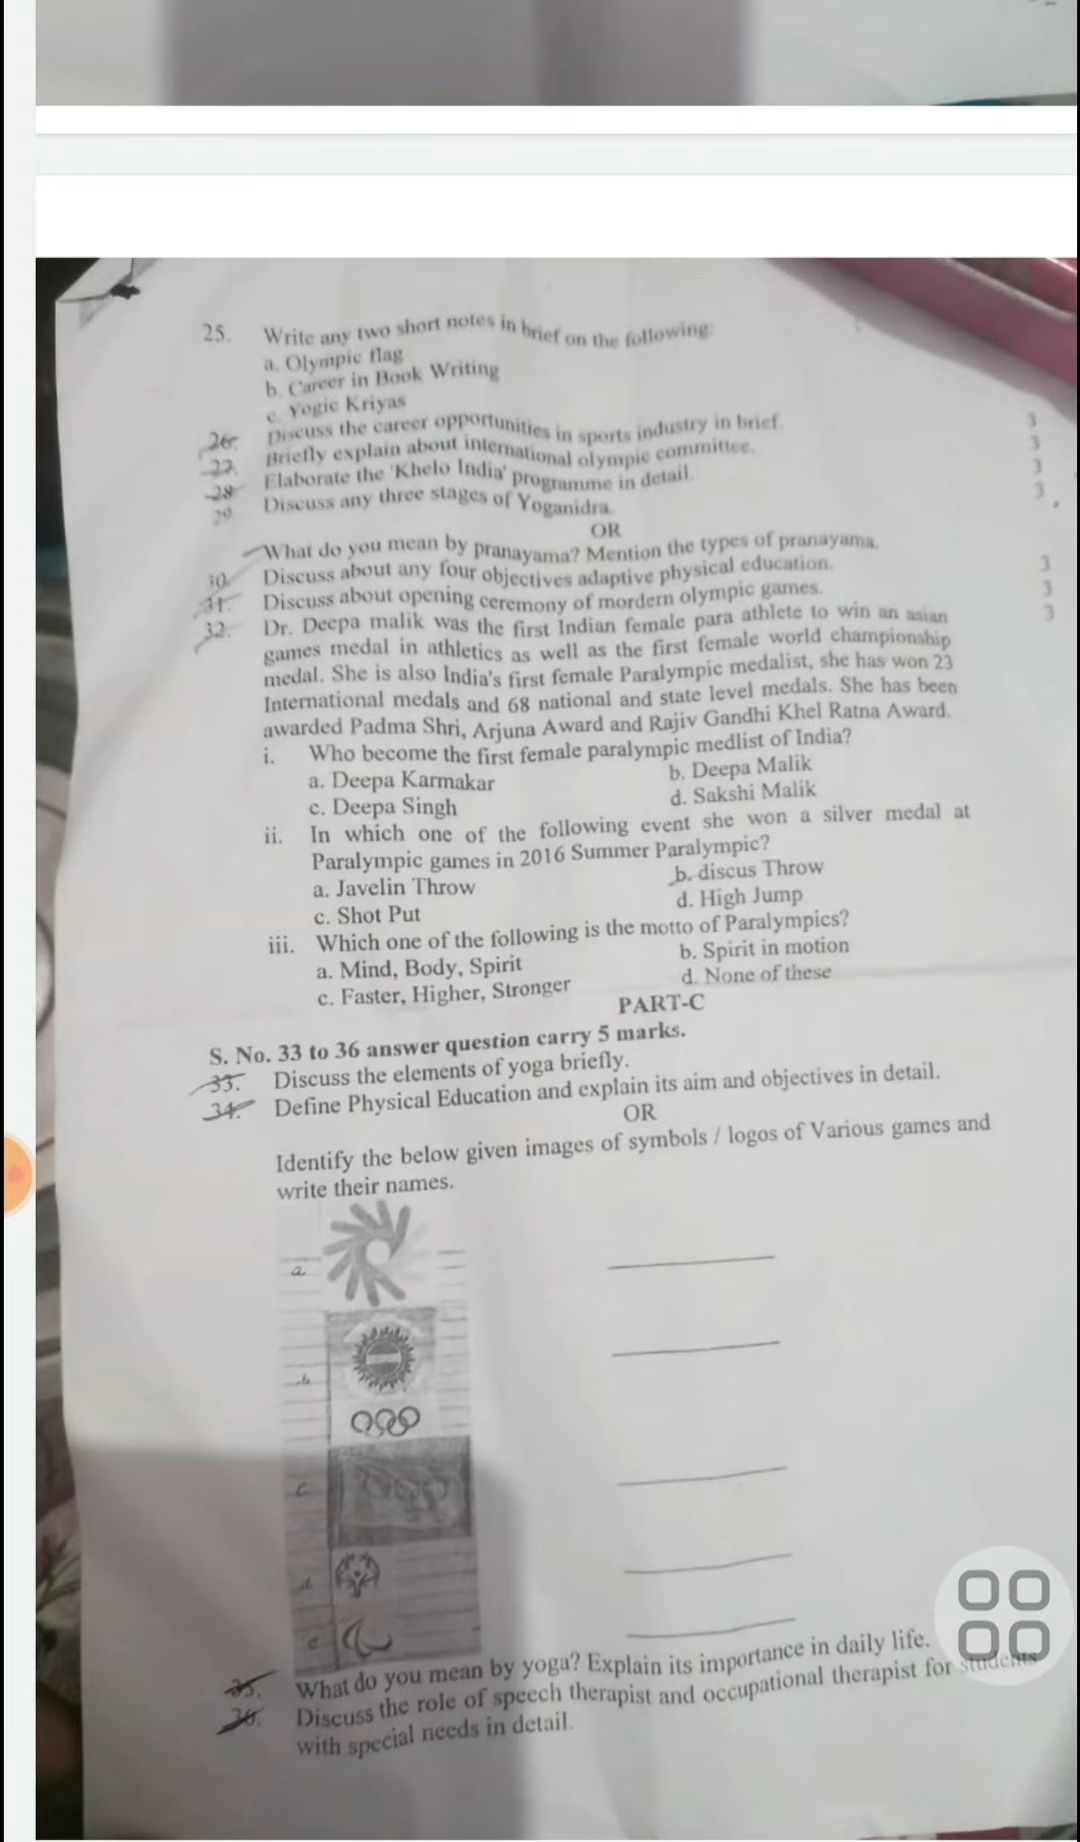 25. Write any two short notes in brief on the following:
a. Olympic flag
b. Career in Book Writing
c. Yogic Kriyas
26. Discuss the career opportunities in sports industry in brief. 3
27. Briefly explain about international olympic committee. 3
28 Elaborate the 'Khelo India' programme in detail. 3
29. Discuss any three stages of Yoganidra. 3
OR
What do you mean by pranayama? Mention the types of pranayama.
30. Discuss about any four objectives adaptive physical education. 3
31. Discuss about opening ceremony of mordern olympic games. 3
32. Dr. Deepa malik was the first Indian female para athlete to win an asian 3
games medal in athletics as well as the first female world championship
medal. She is also India's first female Paralympic medalist, she has won 23
International medals and 68 national and state level medals. She has been
awarded Padma Shri, Arjuna Award and Rajiv Gandhi Khel Ratna Award.
i. Who become the first female paralympic medlist of India?
a. Deepa Karmakar b. Deepa Malik
c. Deepa Singh d. Sakshi Malik
ii. In which one of the following event she won a silver medal at
Paralympic games in 2016 Summer Paralympic?
a. Javelin Throw b. discus Throw
c. Shot Put d. High Jump
iii. Which one of the following is the motto of Paralympics?
a. Mind, Body, Spirit b. Spirit in motion
c. Faster, Higher, Stronger d. None of these
PART-C
S. No. 33 to 36 answer question carry 5 marks.
33. Discuss the elements of yoga briefly.
34. Define Physical Education and explain its aim and objectives in detail.
OR
Identify the below given images of symbols / logos of Various games and
write their names.
a
b
c
d
e
35. What do you mean by yoga? Explain its importance in daily life.
36. Discuss the role of speech therapist and occupational therapist for students
with special needs in detail.